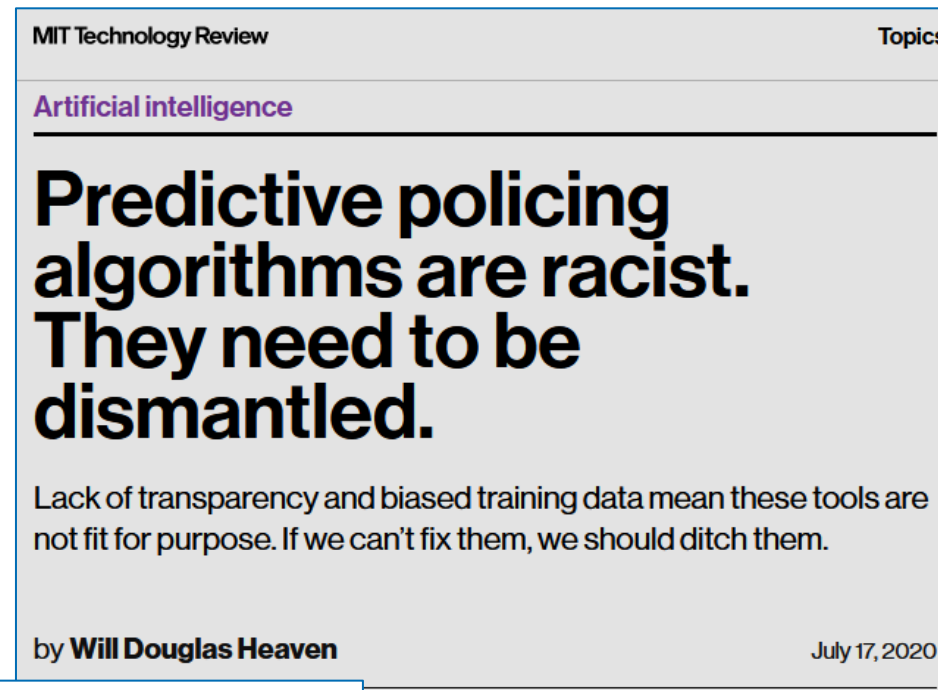 MIT Technology Review
Topics
Artificial intelligence
Predictive policing
algorithms are racist.
They need to be
dismantled.
Lack of transparency and biased training data mean these tools are
not fit for purpose. If we can't fix them, we should ditch them.
by Will Douglas Heaven
July 17, 2020